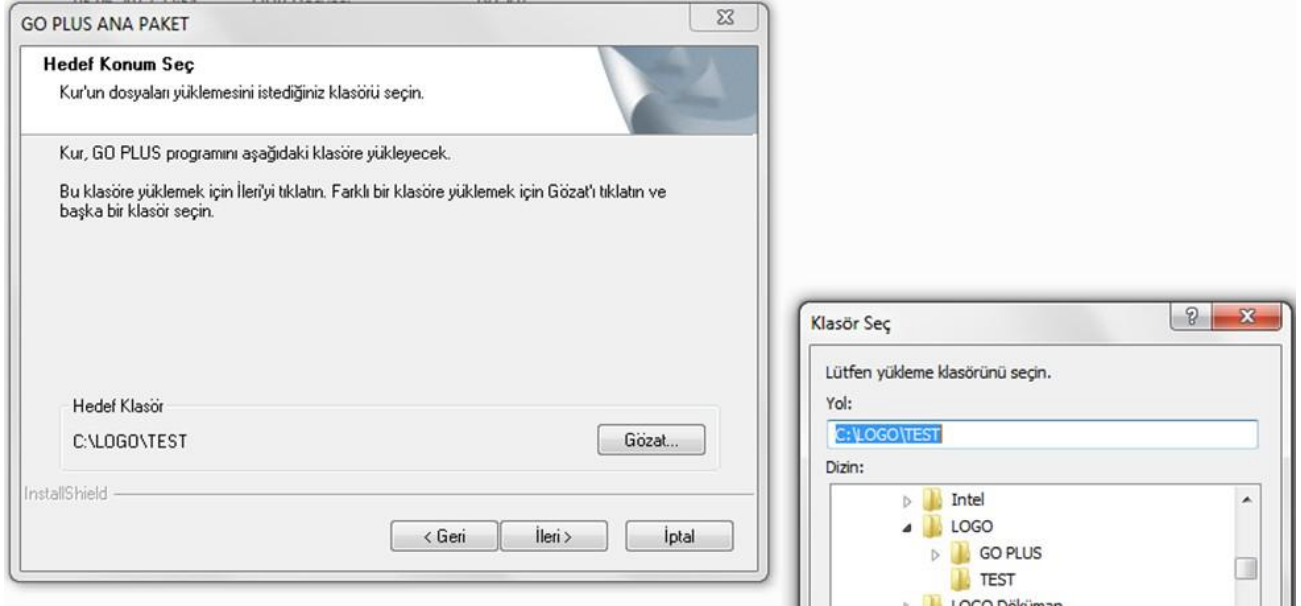 GO PLUS ANA PAKET
Hedef Konum Seç
Kur'un dosyaları yüklemesini istediğiniz klasörü seçin.
Kur, GO PLUS programını aşağıdaki klasöre yükleyecek.
Bu klasöre yüklemek için İleri'yi tıklatın. Farklı bir klasöre yüklemek için Gözat'ı tıklatın ve
başka bir klasör seçin.
Hedef Klasör
C:\LOGO\TEST
Gözat...
InstallShield
< Geri
İleri >
İptal
Klasör Seç
Lütfen yükleme klasörünü seçin.
Yol:
C:\LOGO\TEST
Dizin:
Intel
LOGO
GO PLUS
TEST
LOGO Döküman